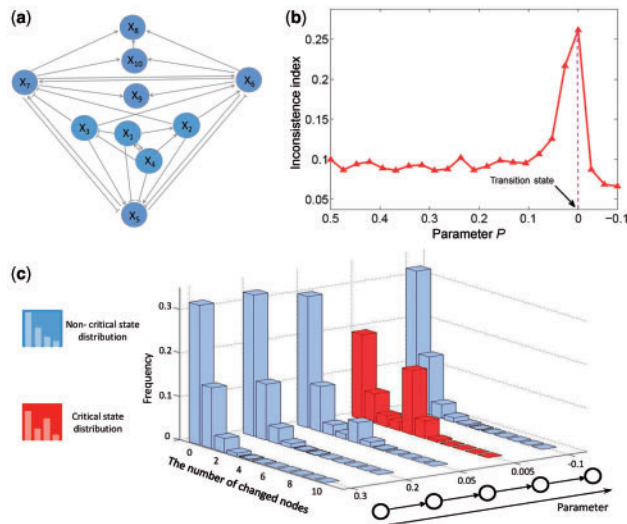 (a)
X8
X10
X7
X6
X9
X3
X1
X2
X4
X5
(b)
Inconsistence index
0.25
0.2
0.15
0.1
0.05
Transition state
0.5 0.4 0.3 0.2 0.1 0 −0.1
Parameter P
(c)
Non- critical state
distribution
Critical state
distribution
Frequency
0.3
0.2
0.1
0
0 2 4 6 8 10
The number of changed nodes
0.3 0.2 0.05 0.005 -0.1
Parameter